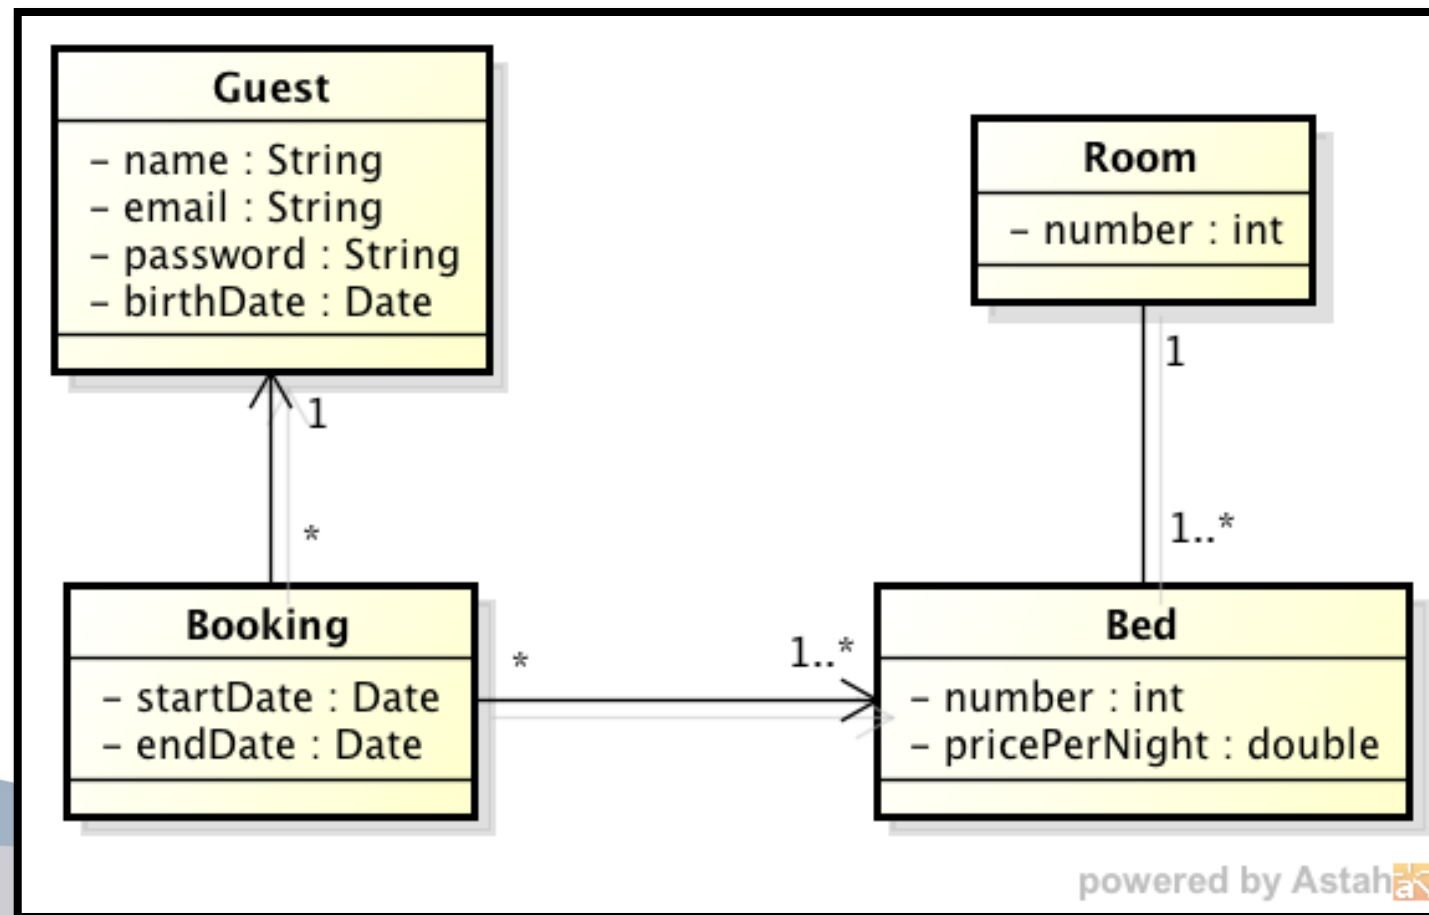 Guest
– name : String
– email : String
– password : String
– birthDate : Date
Room
– number : int
1
*
1
1..*
Booking
– startDate : Date
– endDate : Date
*
1..*
Bed
– number : int
– pricePerNight : double
powered by Astah